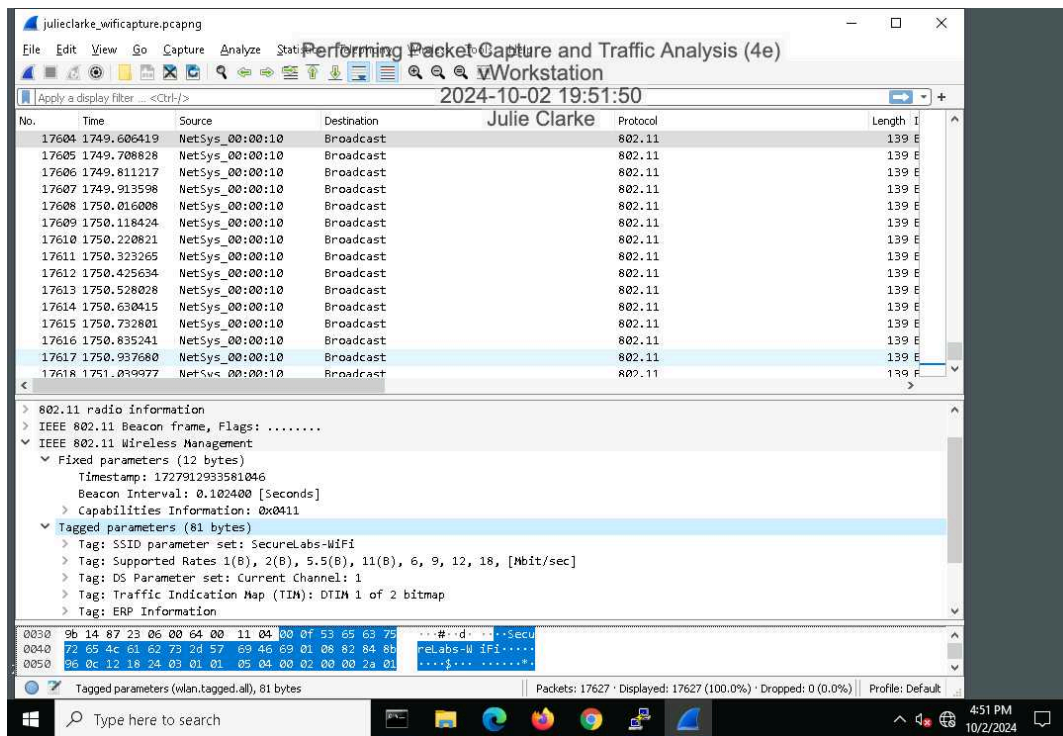 julieclarke_wificapture.pcapng
File Edit View Go Capture Analyze
Performing Packet Capture and Traffic Analysis (4e)
vWorkstation
2024-10-02 19:51:50
Julie Clarke
Apply a display filter ... <Ctrl-/>
No. Time Source Destination Protocol Length I
17604 1749.606419 NetSys_00:00:10 Broadcast 802.11 139 B
17605 1749.708828 NetSys_00:00:10 Broadcast 802.11 139 B
17606 1749.811217 NetSys_00:00:10 Broadcast 802.11 139 B
17607 1749.913598 NetSys_00:00:10 Broadcast 802.11 139 B
17608 1750.016008 NetSys_00:00:10 Broadcast 802.11 139 B
17609 1750.118424 NetSys_00:00:10 Broadcast 802.11 139 B
17610 1750.220821 NetSys_00:00:10 Broadcast 802.11 139 B
17611 1750.323265 NetSys_00:00:10 Broadcast 802.11 139 B
17612 1750.425634 NetSys_00:00:10 Broadcast 802.11 139 B
17613 1750.528028 NetSys_00:00:10 Broadcast 802.11 139 B
17614 1750.630415 NetSys_00:00:10 Broadcast 802.11 139 B
17615 1750.732801 NetSys_00:00:10 Broadcast 802.11 139 B
17616 1750.835241 NetSys_00:00:10 Broadcast 802.11 139 B
17617 1750.937680 NetSys_00:00:10 Broadcast 802.11 139 B
17618 1751.039977 NetSys_00:00:10 Broadcast 802.11 139 B
802.11 radio information
IEEE 802.11 Beacon frame, Flags: ........
IEEE 802.11 Wireless Management
Fixed parameters (12 bytes)
Timestamp: 1727912933581046
Beacon Interval: 0.102400 [Seconds]
Capabilities Information: 0x0411
Tagged parameters (81 bytes)
Tag: SSID parameter set: SecureLabs-WiFi
Tag: Supported Rates 1(B), 2(B), 5.5(B), 11(B), 6, 9, 12, 18, [Mbit/sec]
Tag: DS Parameter set: Current Channel: 1
Tag: Traffic Indication Map (TIM): DTIM 1 of 2 bitmap
Tag: ERP Information
0030 9b 14 87 23 06 00 64 00 11 04 00 0f 53 65 63 75 ···#··d· ····Secu
0040 72 65 4c 61 62 73 2d 57 69 46 69 01 08 82 84 8b reLabs-W iFi·····
0050 96 0c 12 18 24 03 01 01 05 04 00 02 00 00 2a 01 ····$··· ······*·
Tagged parameters (wlan.tagged.all), 81 bytes Packets: 17627 · Displayed: 17627 (100.0%) · Dropped: 0 (0.0%) Profile: Default
Type here to search 4:51 PM
10/2/2024